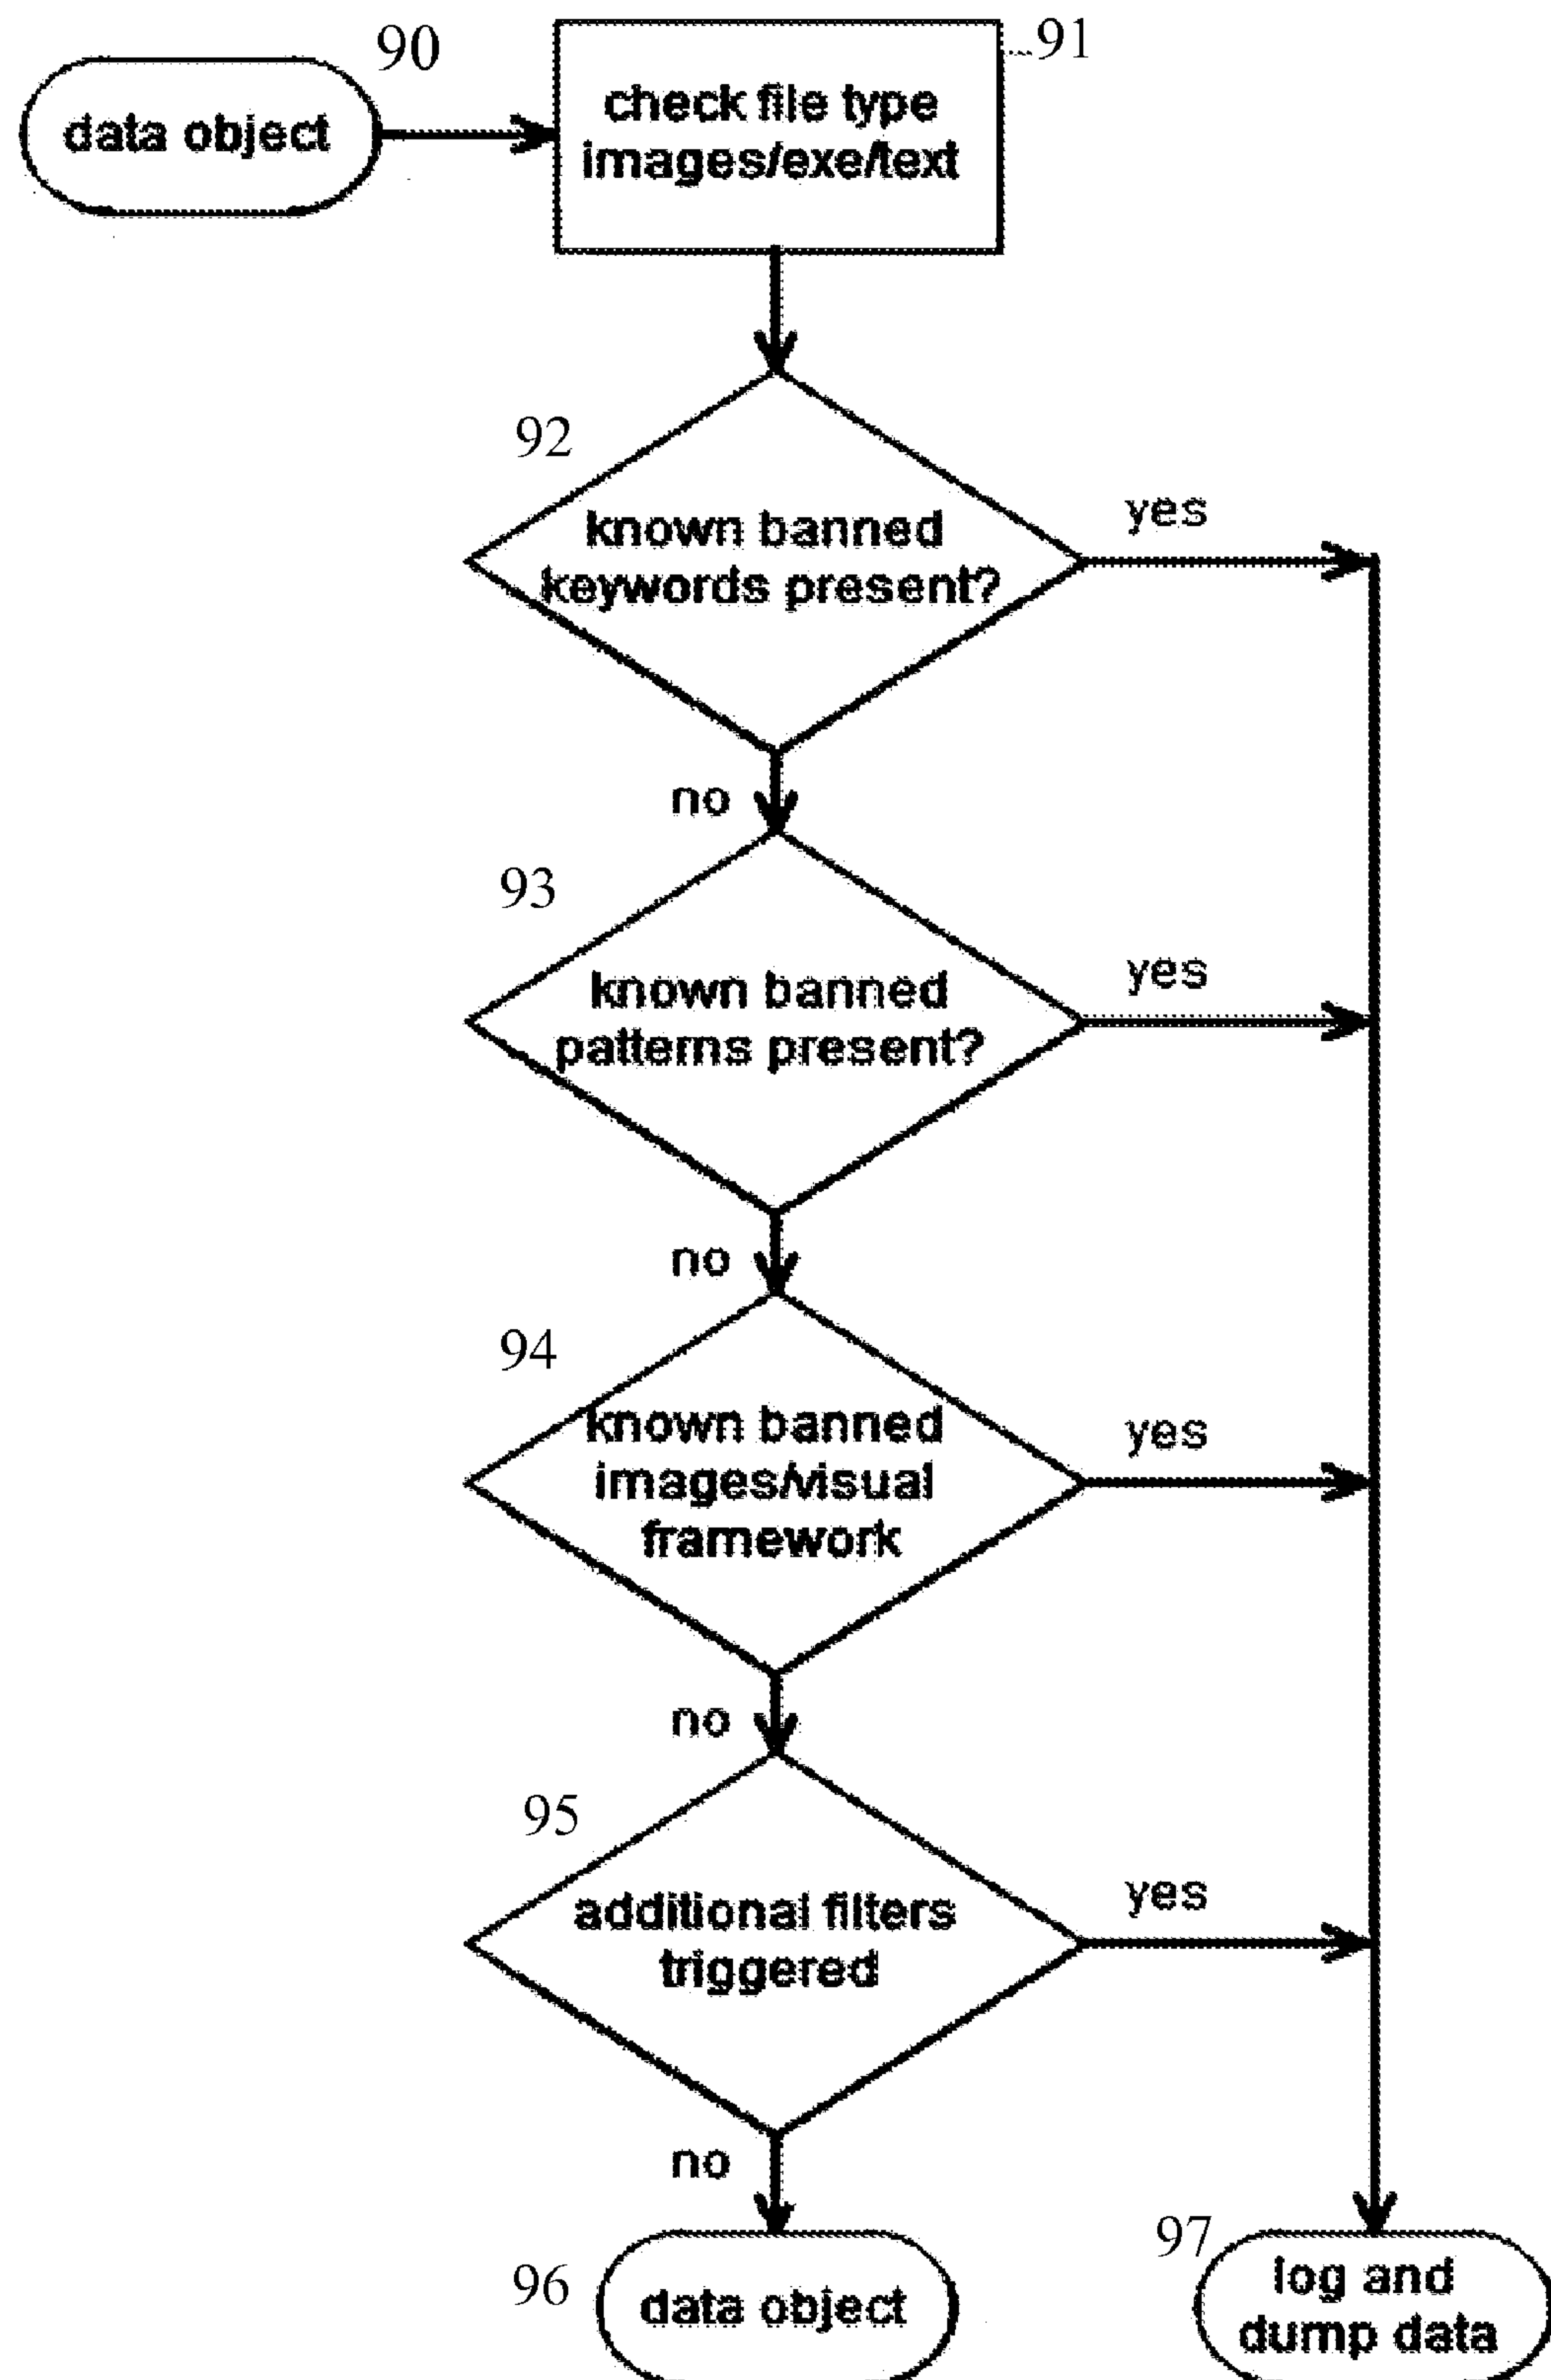 90
data object
91
check file type
images/exe/text
92
known banned
keywords present?
yes
no
93
known banned
patterns present?
yes
no
94
known banned
images/visual
framework
yes
no
95
additional filters
triggered
yes
no
96
data object
97
log and
dump data